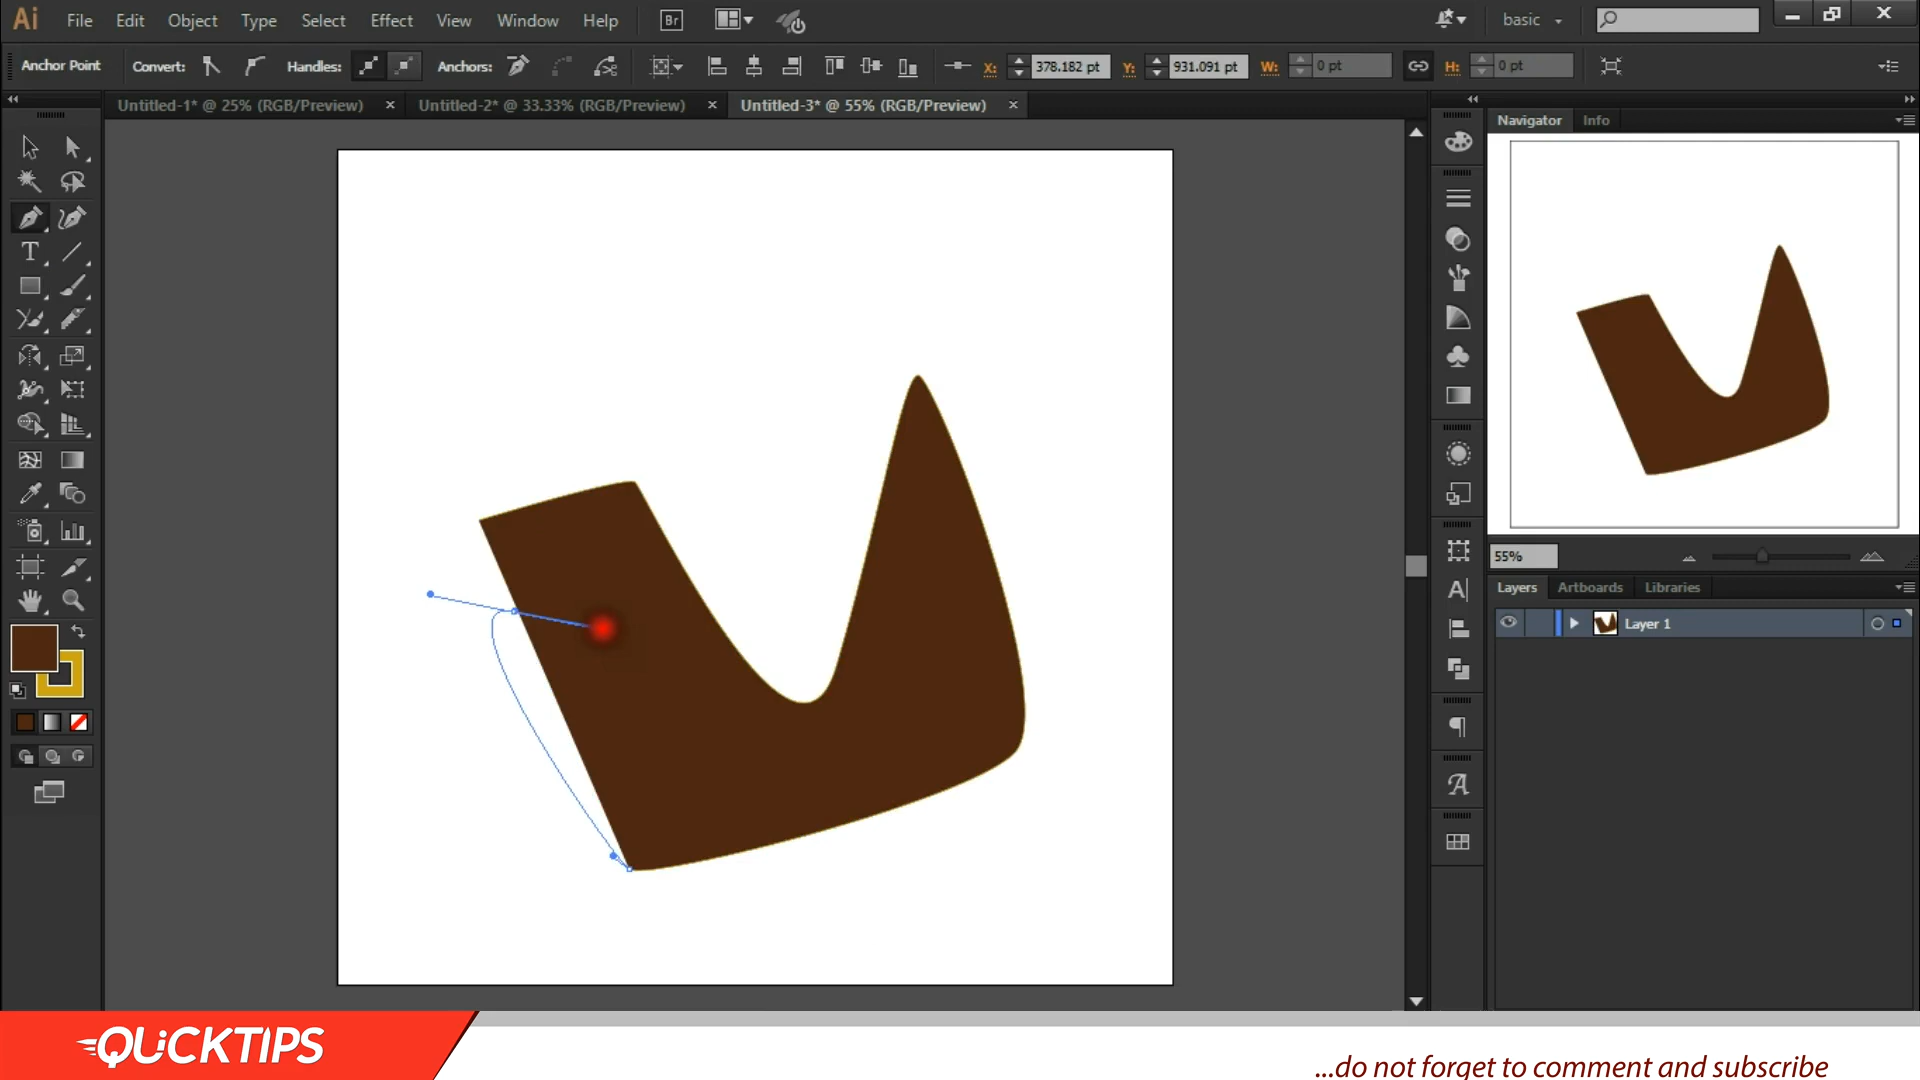 Ai File Edit Object Type Select Effect View Window Help Br basic
Anchor Point Convert: Handles: Anchors: X: 378.182 pt Y: 931.091 pt W: 0 pt H: 0 pt
Untitled-1* @ 25% (RGB/Preview) Untitled-2* @ 33.33% (RGB/Preview) Untitled-3* @ 55% (RGB/Preview)
Navigator Info
55%
Layers Artboards Libraries
Layer 1
QUiCKTIPS
...do not forget to comment and subscribe